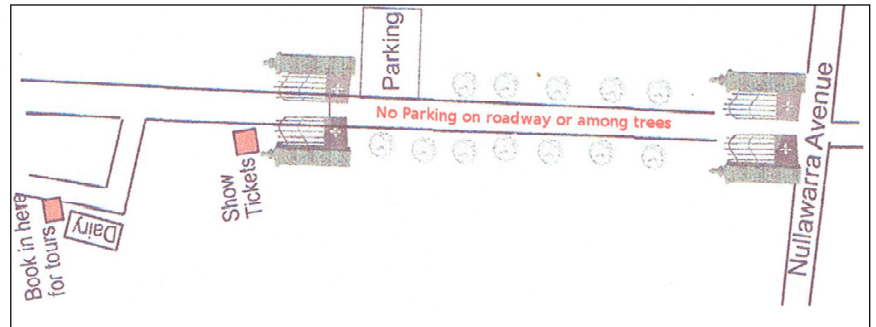 Parking
No Parking on roadway or among trees
Nullawarra Avenue
Show
Tickets
Dairy
Book in here
for tours